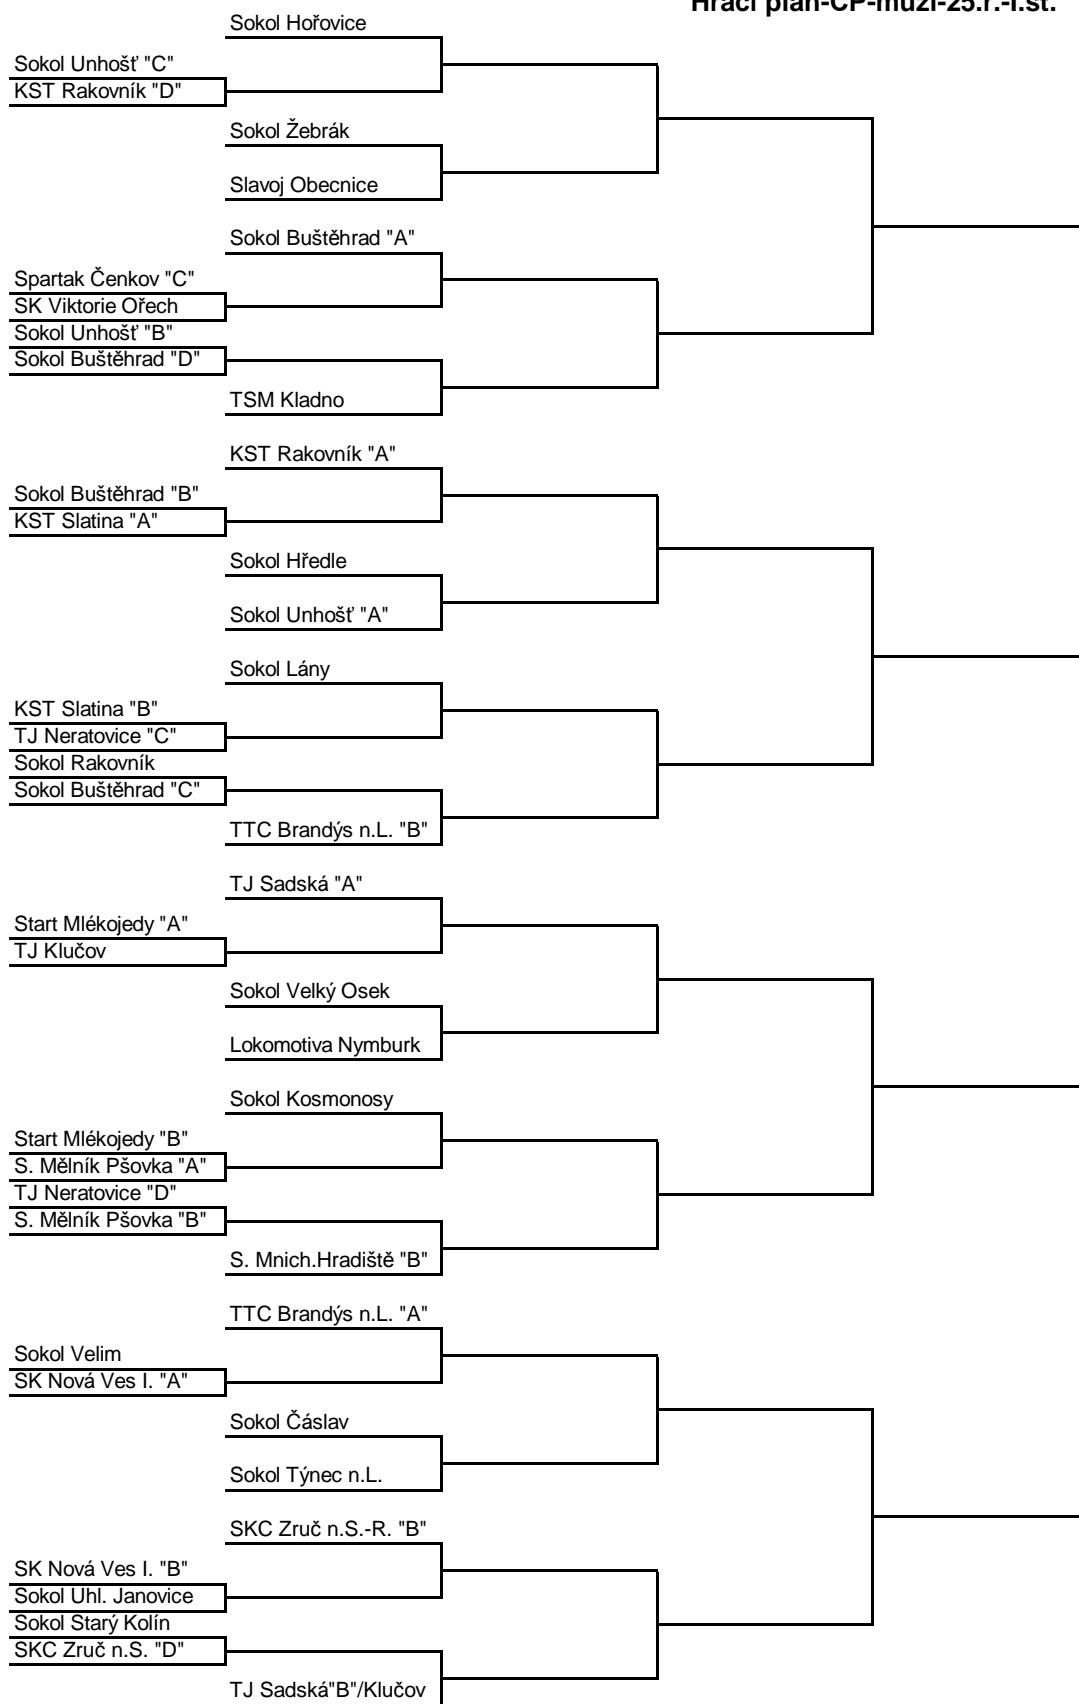 Hrací plán-ČP-muži-25.r.-I.st.
Sokol Hořovice
Sokol Unhošť "C"
KST Rakovník "D"
Sokol Žebrák
Slavoj Obecnice
Sokol Buštěhrad "A"
Spartak Čenkov "C"
SK Viktorie Ořech
Sokol Unhošť "B"
Sokol Buštěhrad "D"
TSM Kladno
KST Rakovník "A"
Sokol Buštěhrad "B"
KST Slatina "A"
Sokol Hředle
Sokol Unhošť "A"
Sokol Lány
KST Slatina "B"
TJ Neratovice "C"
Sokol Rakovník
Sokol Buštěhrad "C"
TTC Brandýs n.L. "B"
TJ Sadská "A"
Start Mlékojedy "A"
TJ Klučov
Sokol Velký Osek
Lokomotiva Nymburk
Sokol Kosmonosy
Start Mlékojedy "B"
S. Mělník Pšovka "A"
TJ Neratovice "D"
S. Mělník Pšovka "B"
S. Mnich.Hradiště "B"
TTC Brandýs n.L. "A"
Sokol Velim
SK Nová Ves I. "A"
Sokol Čáslav
Sokol Týnec n.L.
SKC Zruč n.S.-R. "B"
SK Nová Ves I. "B"
Sokol Uhl. Janovice
Sokol Starý Kolín
SKC Zruč n.S. "D"
TJ Sadská"B"/Klučov